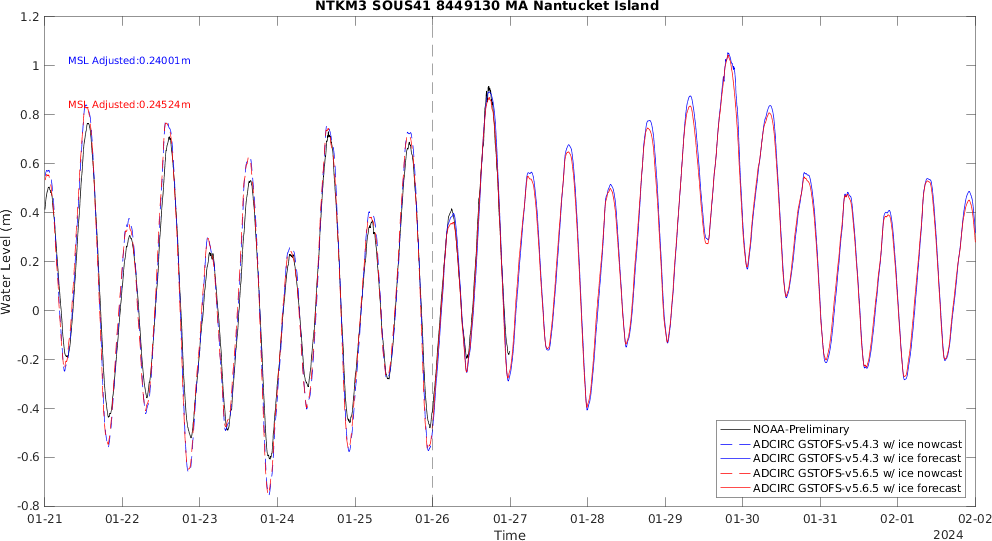 NTKM3 SOUS41 8449130 MA Nantucket Island
1.2
1
0.8
0.6
0.4
0.2
0
-0.2
-0.4
-0.6
-0.8
Water Level (m)
MSL Adjusted:0.24001m
MSL Adjusted:0.24524m
NOAA-Preliminary
ADCIRC GSTOFS-v5.4.3 w/ ice nowcast
ADCIRC GSTOFS-v5.4.3 w/ ice forecast
ADCIRC GSTOFS-v5.6.5 w/ ice nowcast
ADCIRC GSTOFS-v5.6.5 w/ ice forecast
01-21 01-22 01-23 01-24 01-25 01-26 01-27 01-28 01-29 01-30 01-31 02-01 02-02
Time
2024